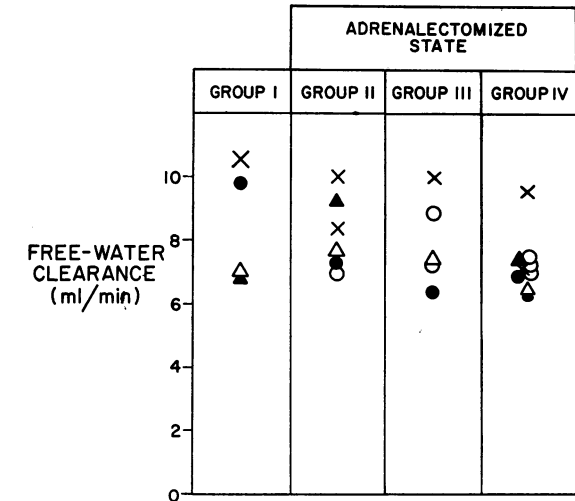 ADRENALECTOMIZED
STATE
GROUP I
GROUP II
GROUP III
GROUP IV
10
8
FREE-WATER
CLEARANCE
(ml/min)
6
4
2
0